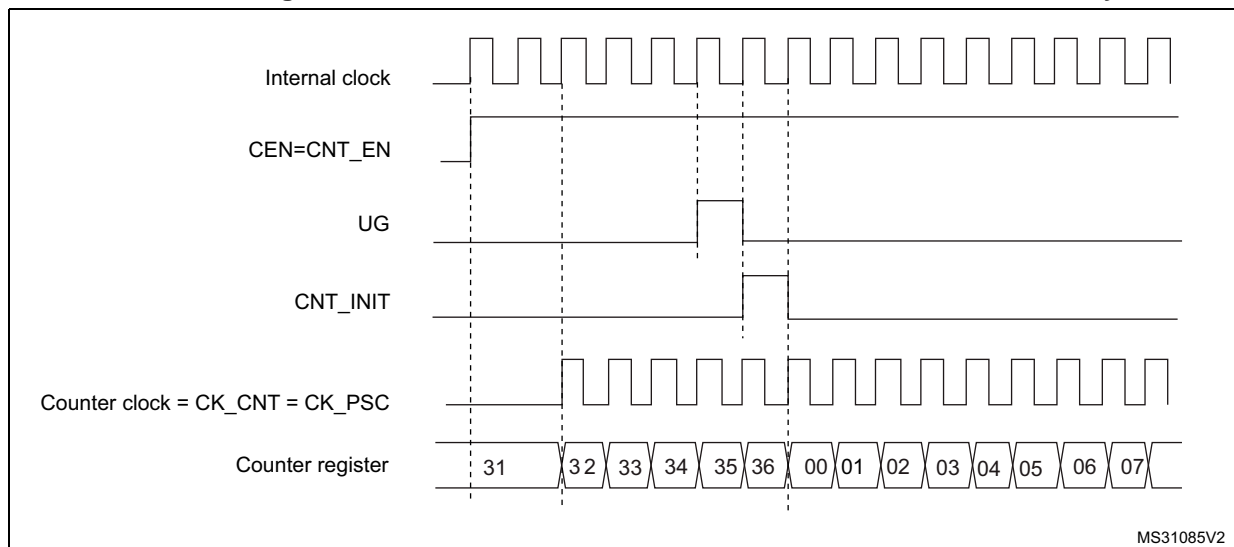 Internal clock
CEN=CNT_EN
UG
CNT_INIT
Counter clock = CK_CNT = CK_PSC
Counter register 31 32 33 34 35 36 00 01 02 03 04 05 06 07
MS31085V2